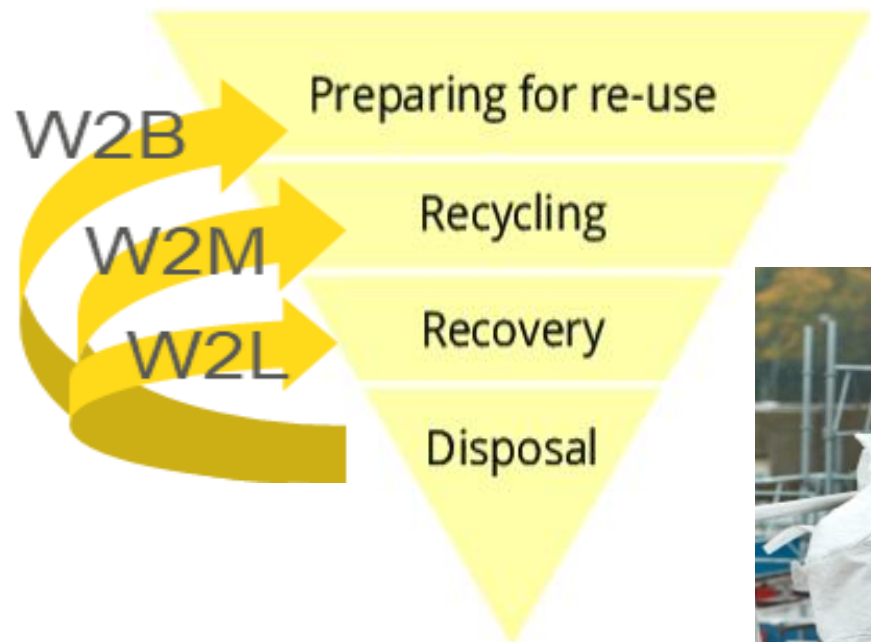 W2B
Preparing for re-use
W2M
Recycling
W2L
Recovery
Disposal